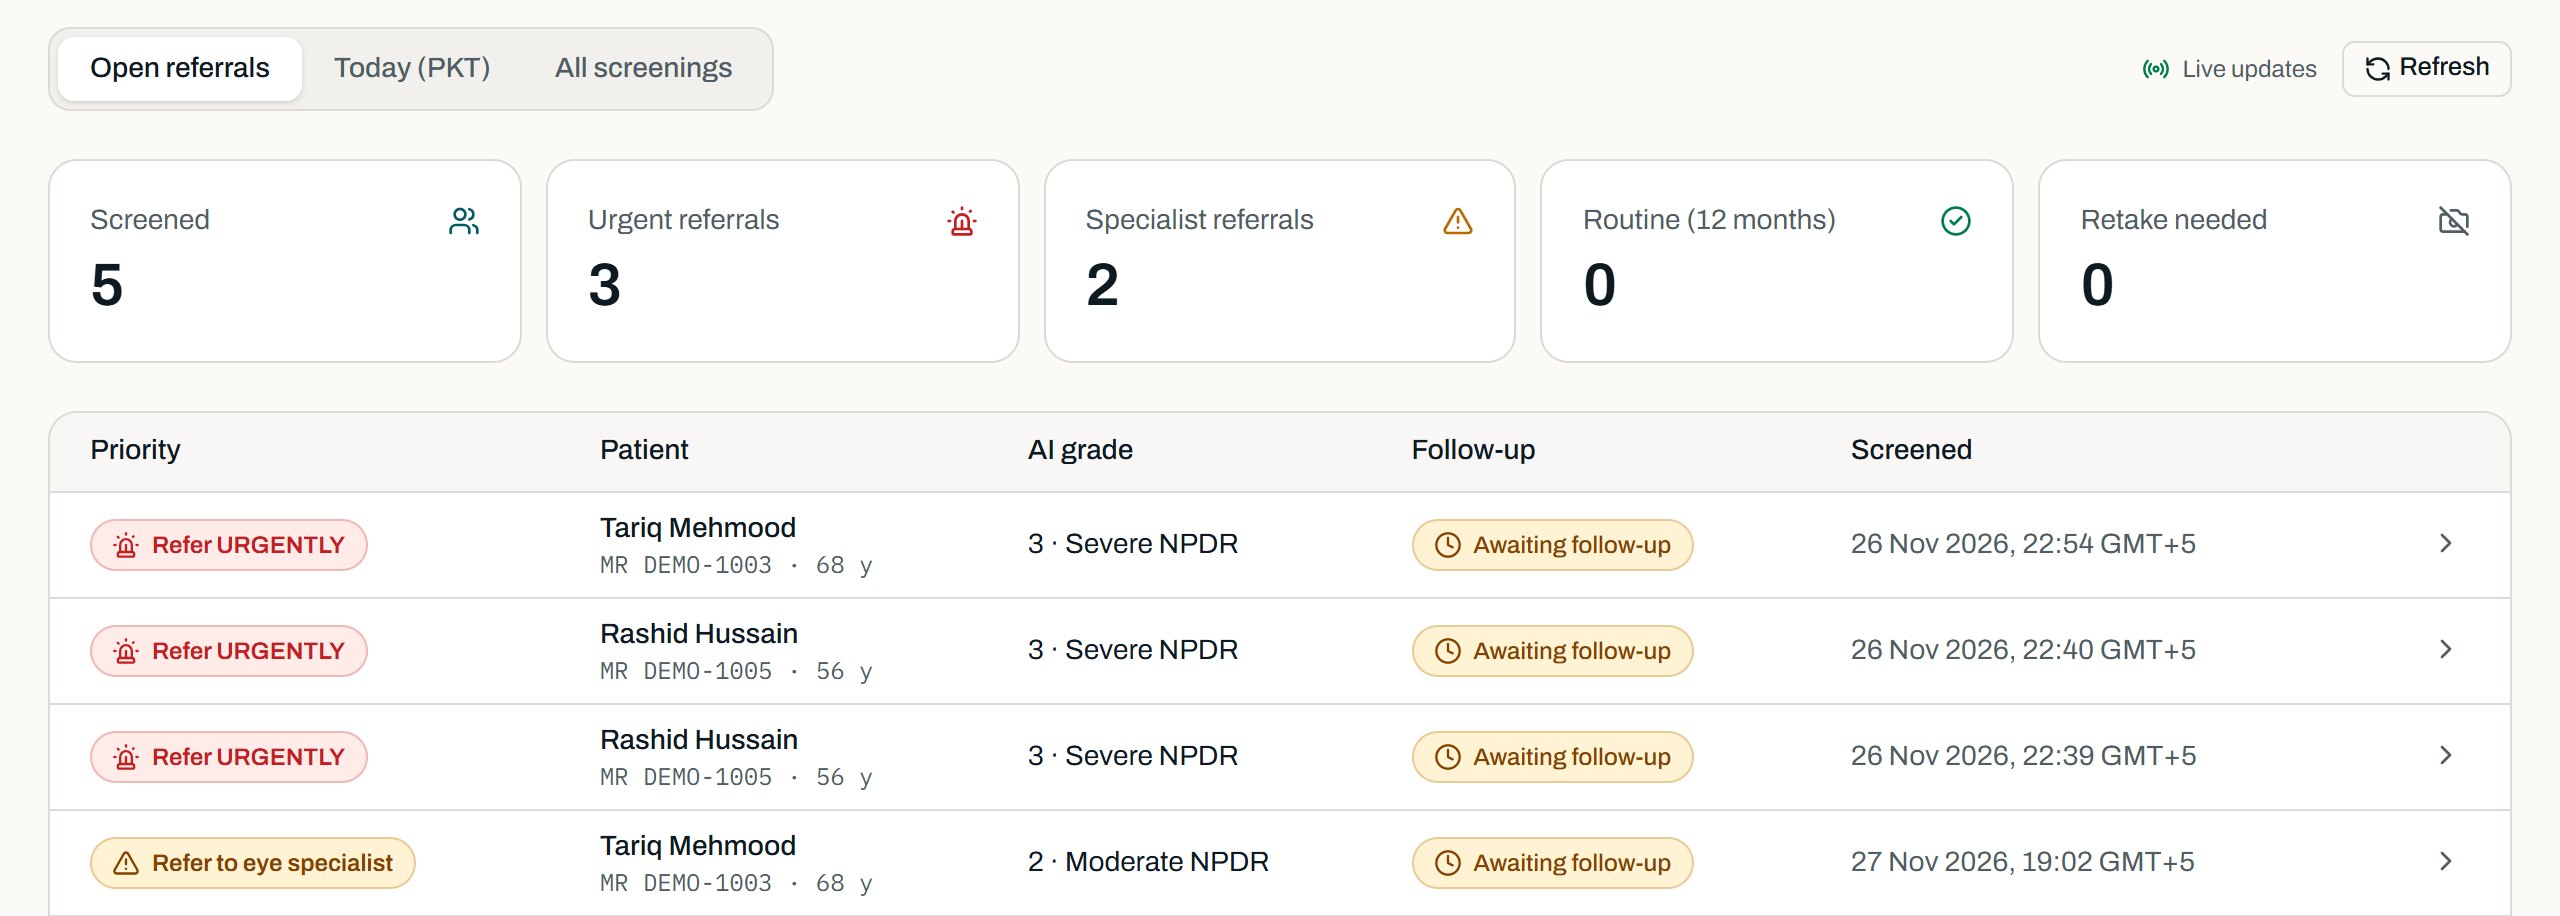 Open referrals Today (PKT) All screenings Live updates Refresh
Screened Urgent referrals Specialist referrals Routine (12 months) Retake needed
5 3 2 0 0
Priority Patient AI grade Follow-up Screened
Refer URGENTLY Tariq Mehmood 3 · Severe NPDR Awaiting follow-up 26 Nov 2026, 22:54 GMT+5
MR DEMO-1003 · 68 y
Refer URGENTLY Rashid Hussain 3 · Severe NPDR Awaiting follow-up 26 Nov 2026, 22:40 GMT+5
MR DEMO-1005 · 56 y
Refer URGENTLY Rashid Hussain 3 · Severe NPDR Awaiting follow-up 26 Nov 2026, 22:39 GMT+5
MR DEMO-1005 · 56 y
Refer to eye specialist Tariq Mehmood 2 · Moderate NPDR Awaiting follow-up 27 Nov 2026, 19:02 GMT+5
MR DEMO-1003 · 68 y